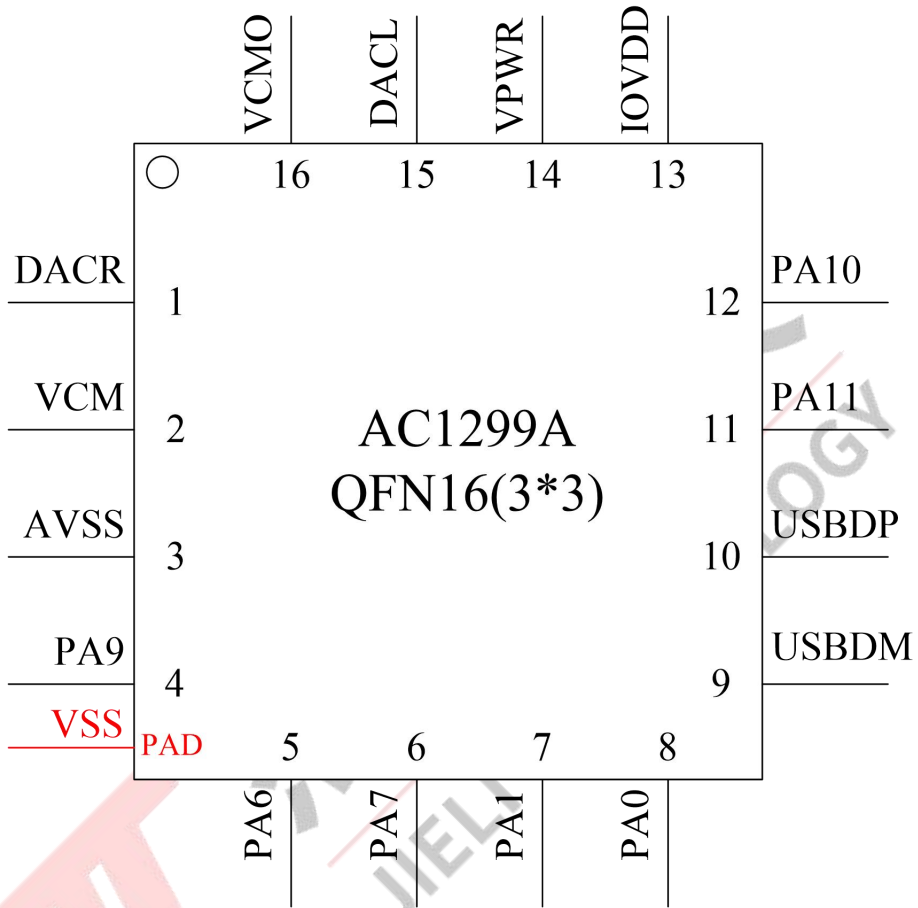 VCMO DACL VPWR IOVDD
16 15 14 13
DACR 1 12 PA10
VCM 2 11 PA11
AC1299A
QFN16(3*3)
AVSS 3 10 USBDP
PA9 4 9 USBDM
VSS PAD
5 6 7 8
PA6 PA7 PA1 PA0
JIELI
OLOGY